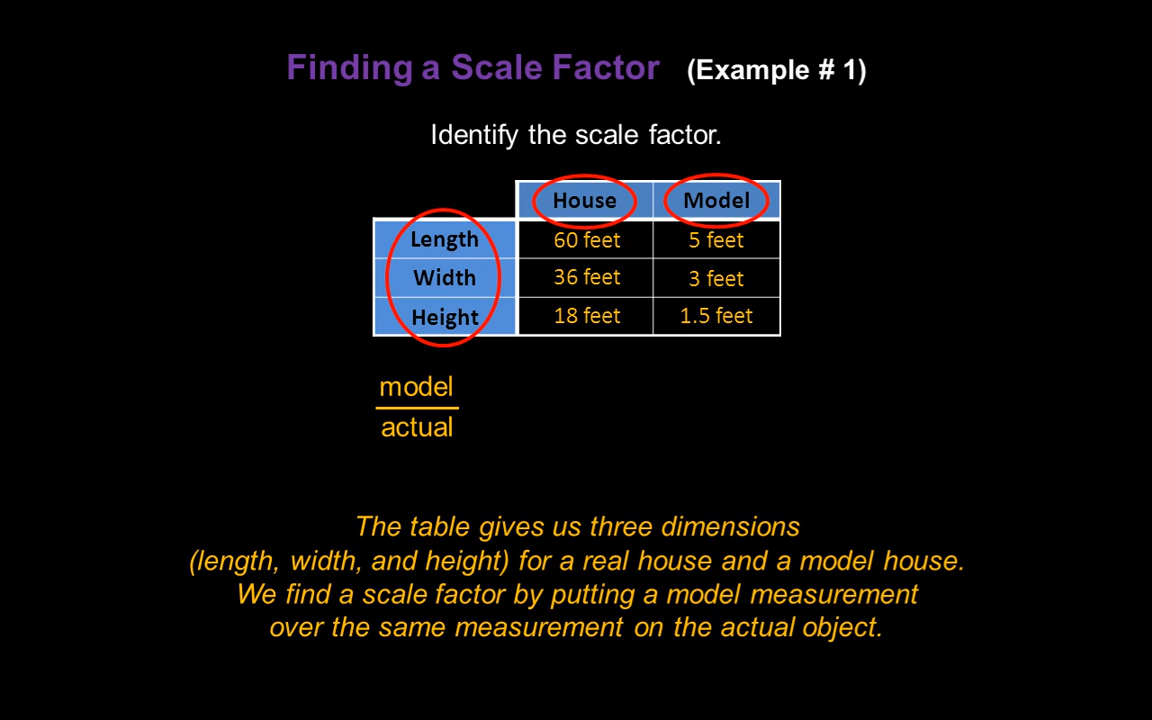 Finding a Scale Factor (Example # 1)
Identify the scale factor.
House Model
Length 60 feet 5 feet
Width 36 feet 3 feet
Height 18 feet 1.5 feet
model
actual
The table gives us three dimensions
(length, width, and height) for a real house and a model house.
We find a scale factor by putting a model measurement
over the same measurement on the actual object.